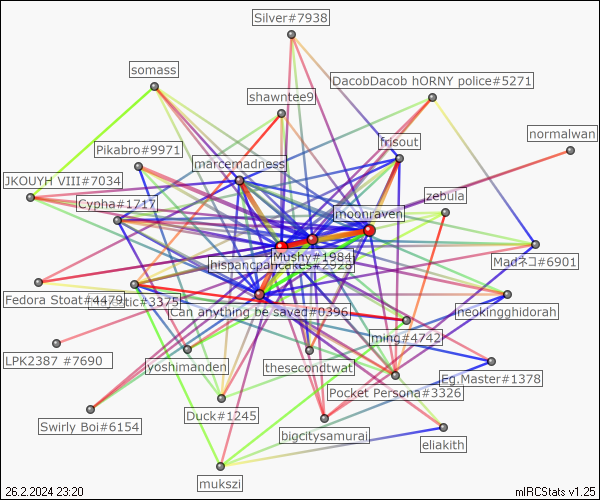 Silver#7938
somass
DacobDacob hORNY police#5271
shawntee9
normalwan
frisout
Pikabro#9971
marcemadness
JKOUYH VIII#7034
zebula
Cypha#1717
moonraven
Mushy#1984
Madネコ#6901
hispancpancakes#2928
Fedora Stoat#4479
#3375
Can anything be saved#0396
neokingghidorah
ming#4742
LPK2387 #7690
yoshimanden
thesecondtwat
Eg.Master#1378
Pocket Persona#3326
Duck#1245
Swirly Boi#6154
bigcitysamurai
eliakith
mukszi
26.2.2024 23:20
mIRCStats v1.25